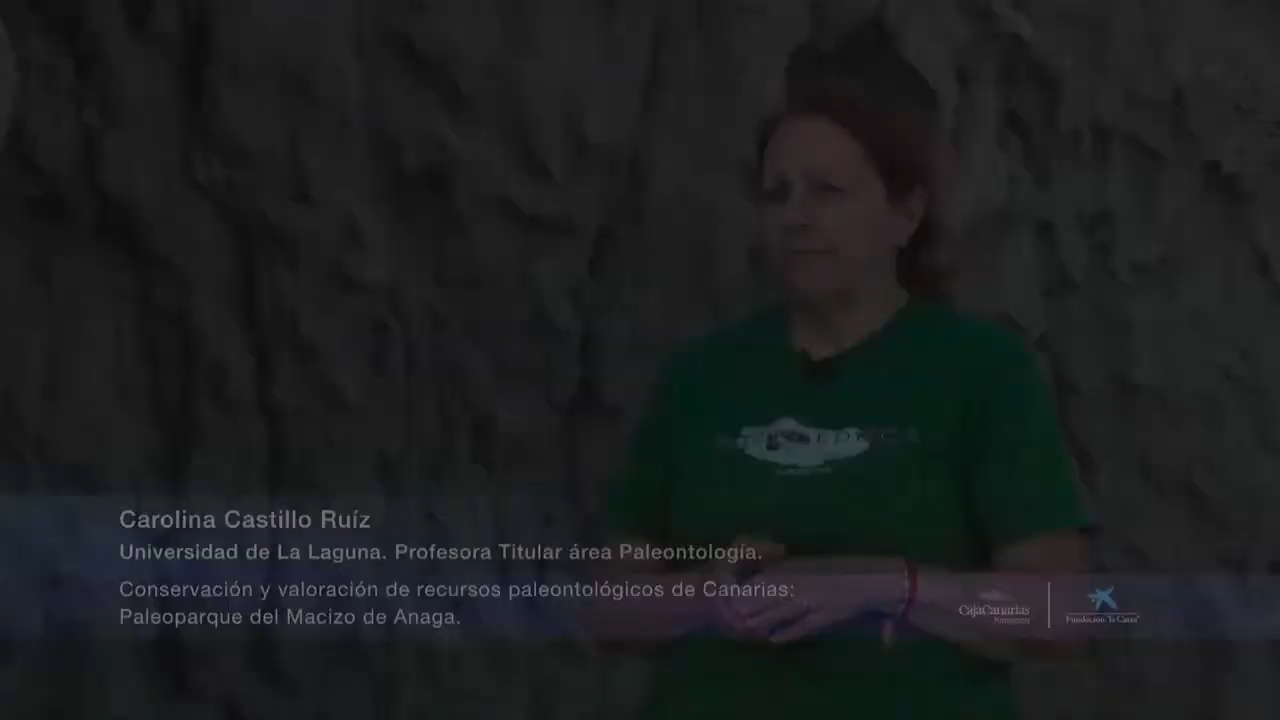 Carolina Castillo Ruíz
Universidad de La Laguna. Profesora Titular área Paleontología.
Conservación y valoración de recursos paleontológicos de Canarias:
Paleoparque del Macizo de Anaga.
CajaCanarias
Fundación "la Caixa"